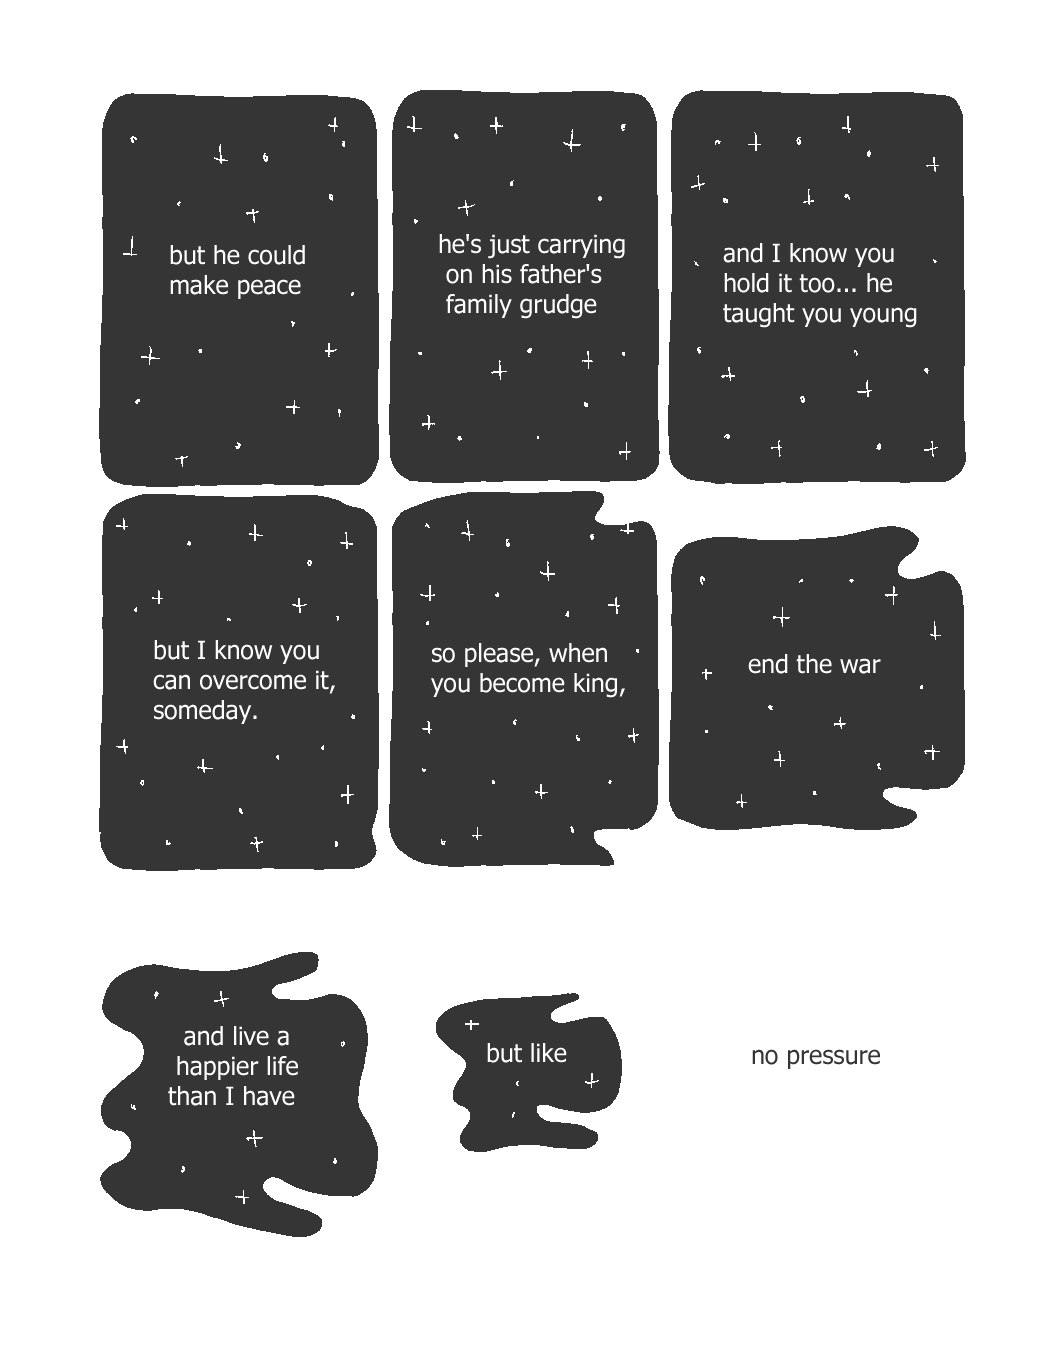 but he could
make peace
he's just carrying
on his father's
family grudge
and I know you
hold it too... he
taught you young
but I know you
can overcome it,
someday.
so please, when
you become king,
end the war
and live a
happier life
than I have
but like
no pressure